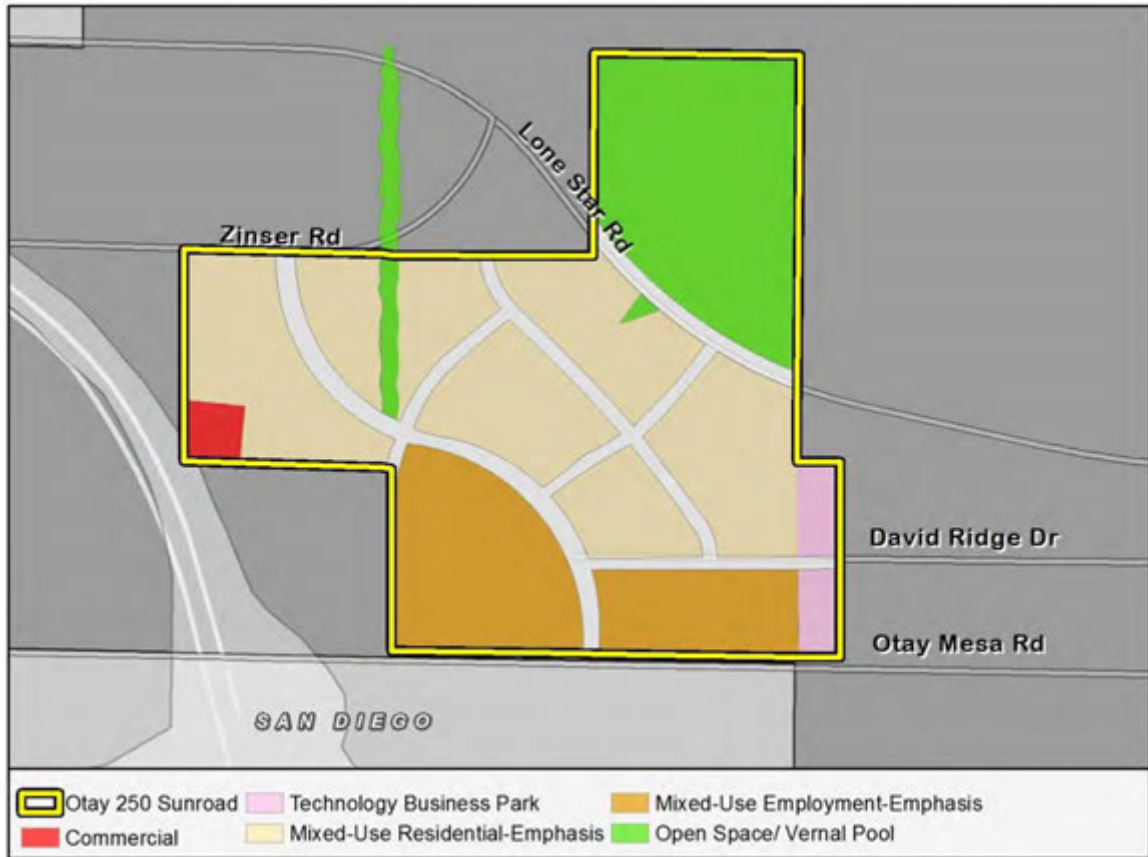 Lone Star Rd
Zinser Rd
David Ridge Dr
Otay Mesa Rd
SAN DIEGO
Otay 250 Sunroad
Technology Business Park
Mixed-Use Employment-Emphasis
Commercial
Mixed-Use Residential-Emphasis
Open Space/ Vernal Pool